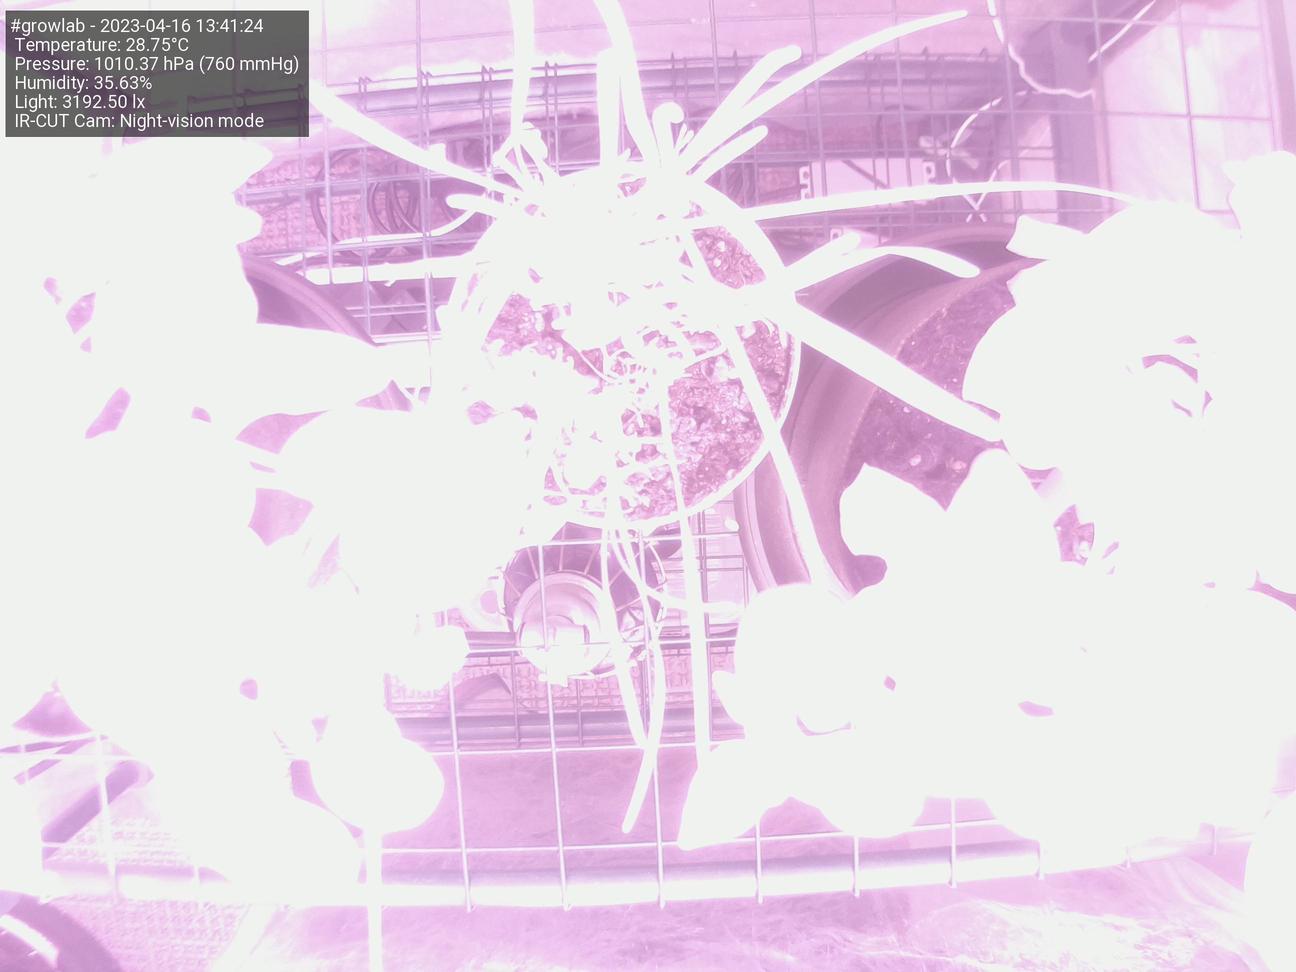 #growlab - 2023-04-16 13:41:24
Temperature: 28.75°C
Pressure: 1010.37 hPa (760 mmHg)
Humidity: 35.63%
Light: 3192.50 lx
IR-CUT Cam: Night-vision mode